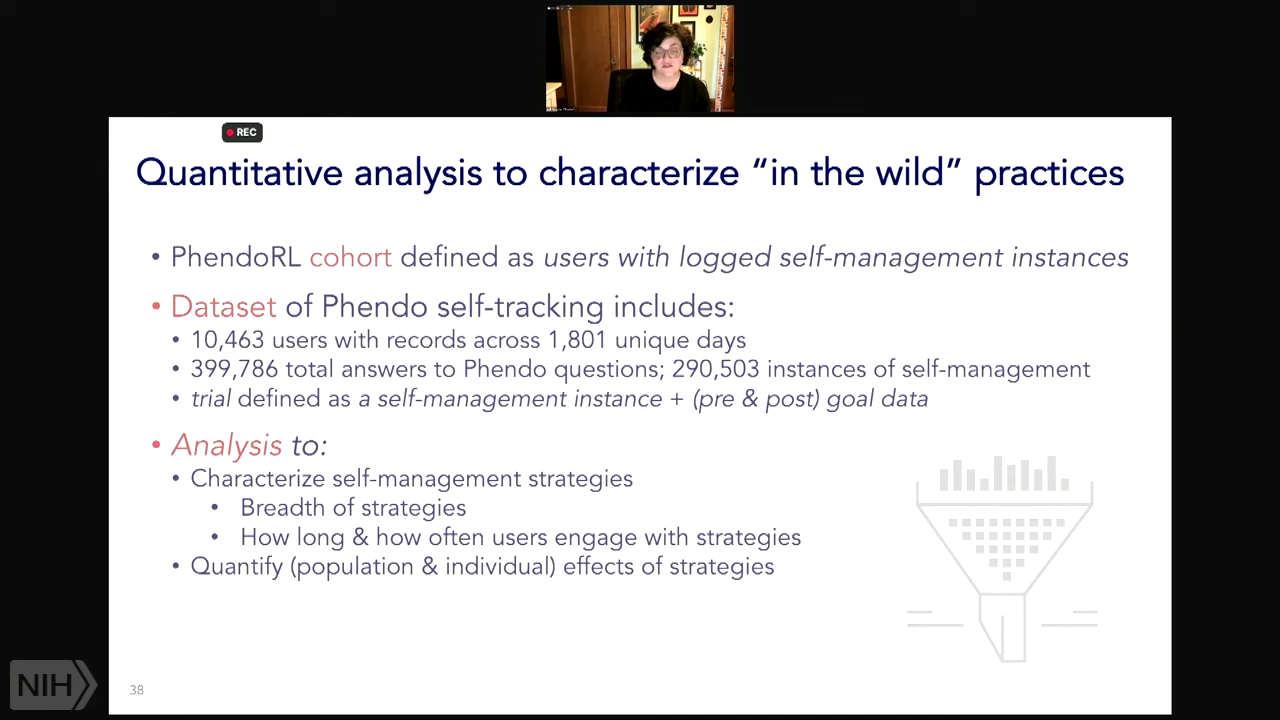 REC
Quantitative analysis to characterize “in the wild” practices
• PhendoRL cohort defined as users with logged self-management instances
• Dataset of Phendo self-tracking includes:
• 10,463 users with records across 1,801 unique days
• 399,786 total answers to Phendo questions; 290,503 instances of self-management
• trial defined as a self-management instance + (pre & post) goal data
• Analysis to:
• Characterize self-management strategies
• Breadth of strategies
• How long & how often users engage with strategies
• Quantify (population & individual) effects of strategies
NIH
38